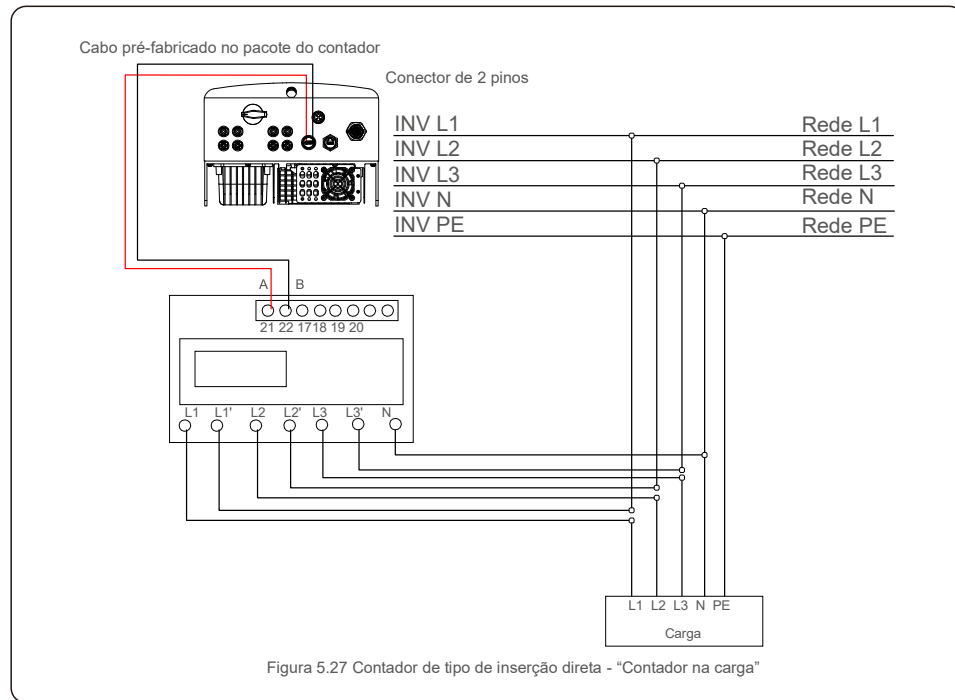 Cabo pré-fabricado no pacote do contador
Conector de 2 pinos
INV L1 Rede L1
INV L2 Rede L2
INV L3 Rede L3
INV N Rede N
INV PE Rede PE
A B
21 22 17 18 19 20
L1 L1' L2 L2' L3 L3' N
L1 L2 L3 N PE
Carga
Figura 5.27 Contador de tipo de inserção direta - “Contador na carga”